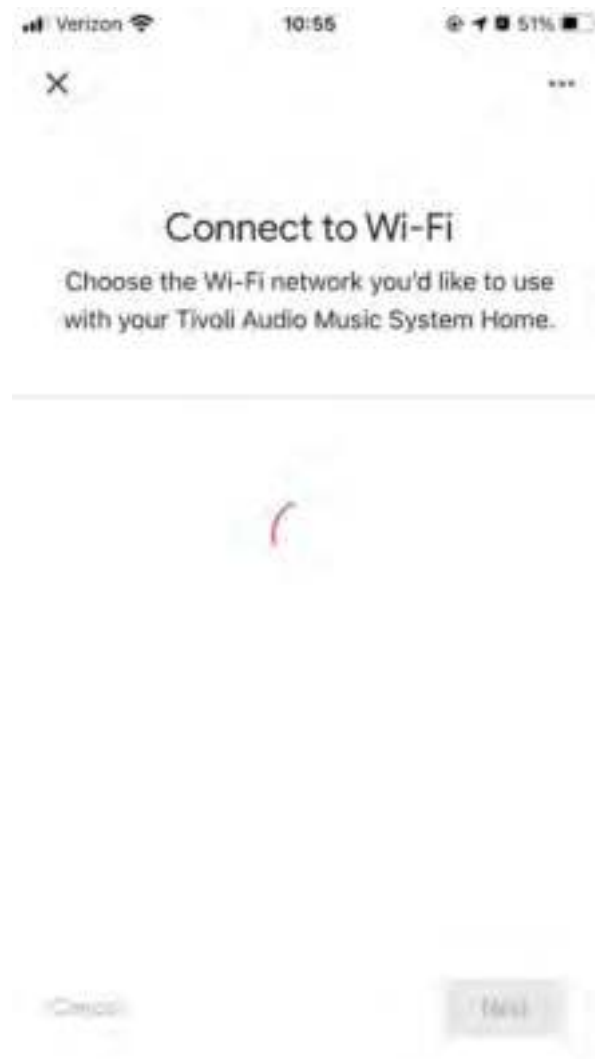 Verizon 10:55 51%
Connect to Wi-Fi
Choose the Wi-Fi network you'd like to use
with your Tivoli Audio Music System Home.
Cancel Next